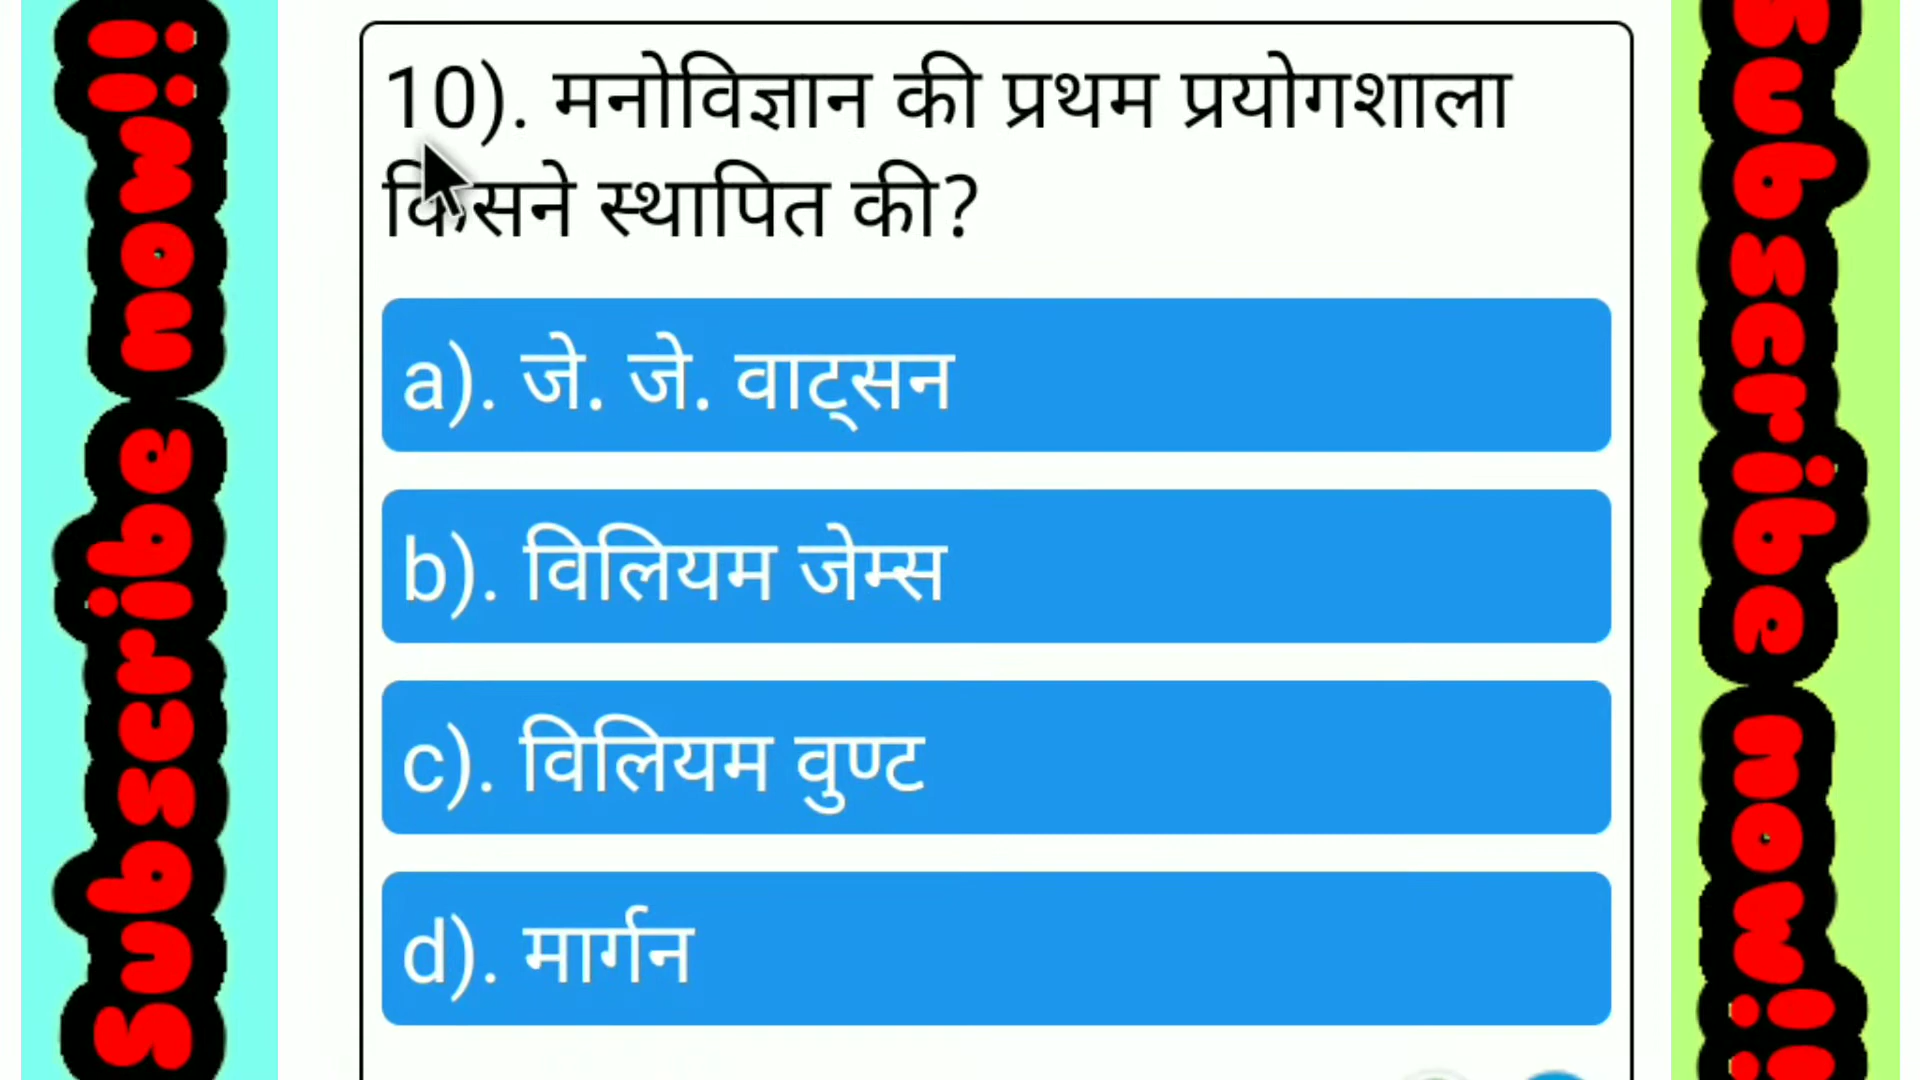 Subscribe now!!
10). मनोविज्ञान की प्रथम प्रयोगशाला
किसने स्थापित की?
a). जे. जे. वाट्सन
b). विलियम जेम्स
c). विलियम वुण्ट
d). मार्गन
Subscribe now!!